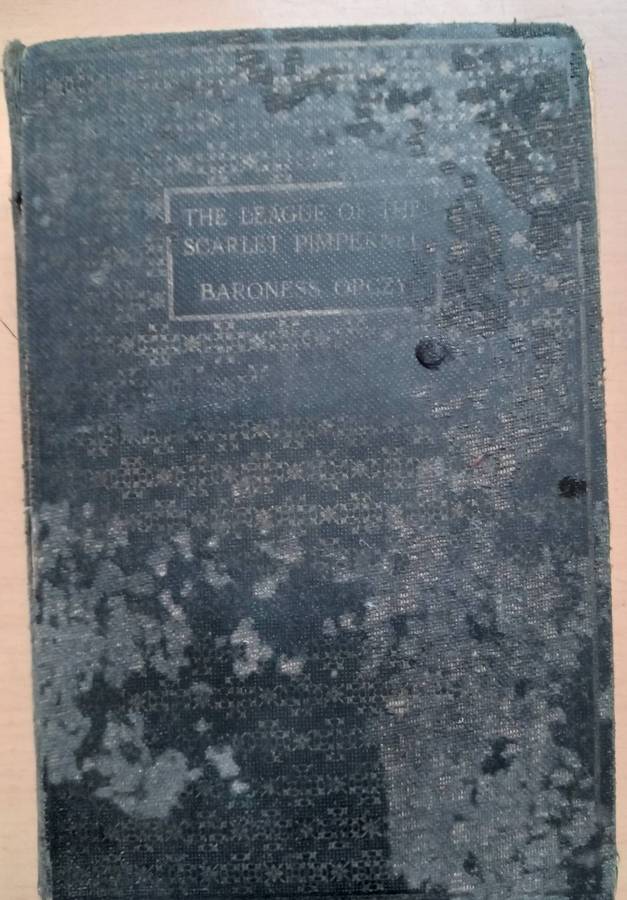 THE LEAGUE OF THE
SCARLET PIMPERNEL
BARONESS ORCZY